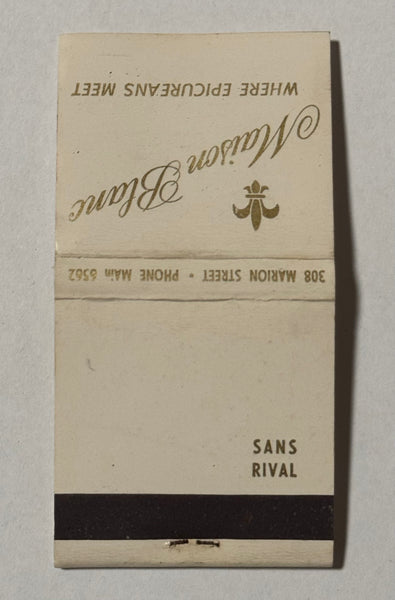 WHERE EPICUREANS MEET
Maison Blanc
308 MARION STREET • PHONE MAin 6562
SANS
RIVAL